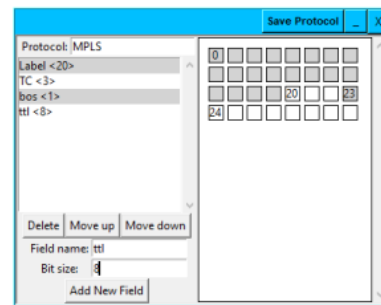 Save Protocol _ X
Protocol: MPLS
Label <20>
TC <3>
bos <1>
ttl <8>
0
20 23
24
Delete Move up Move down
Field name: ttl
Bit size: 8
Add New Field